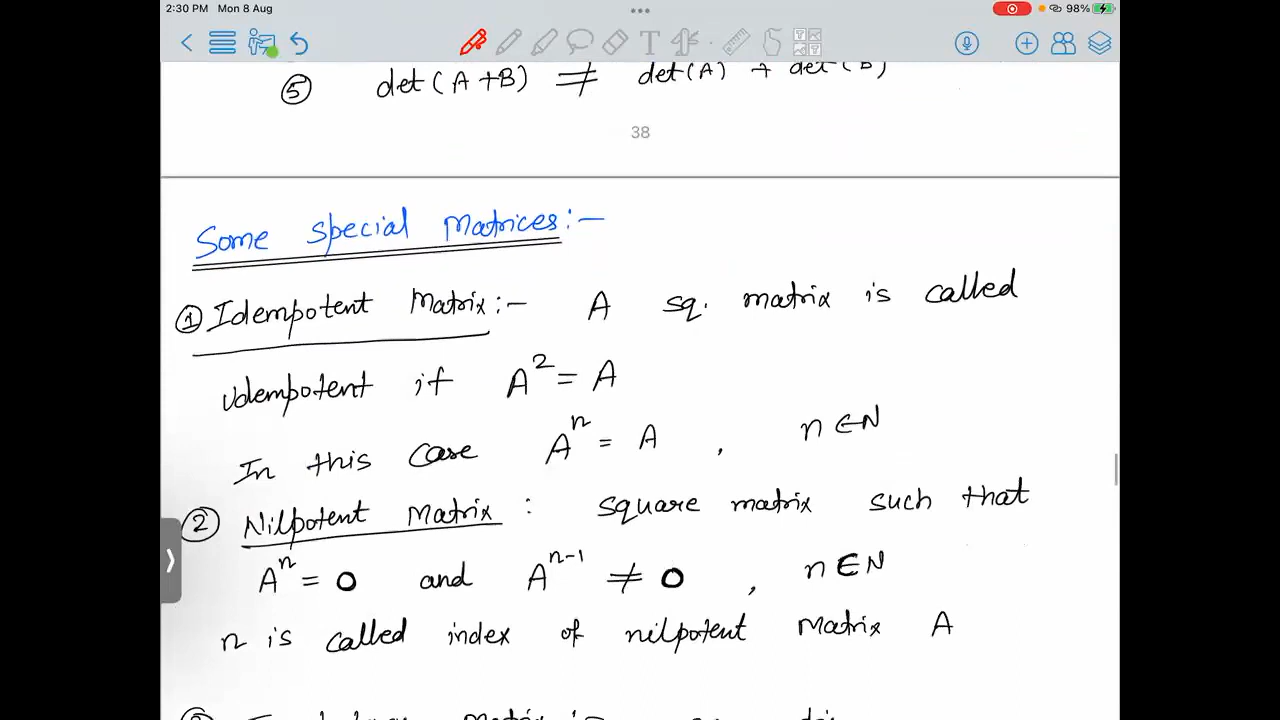 2:30 PM Mon 8 Aug
98%
⑤ det(A+B) ≠ det(A) + det(B)
38
Some special Matrices:-
① Idempotent Matrix:- A sq. matrix is called
idempotent if A² = A
In this case Aⁿ = A , n∈N
② Nilpotent Matrix : square matrix such that
Aⁿ = 0 and Aⁿ⁻¹ ≠ 0 , n∈N
n is called index of nilpotent Matrix A